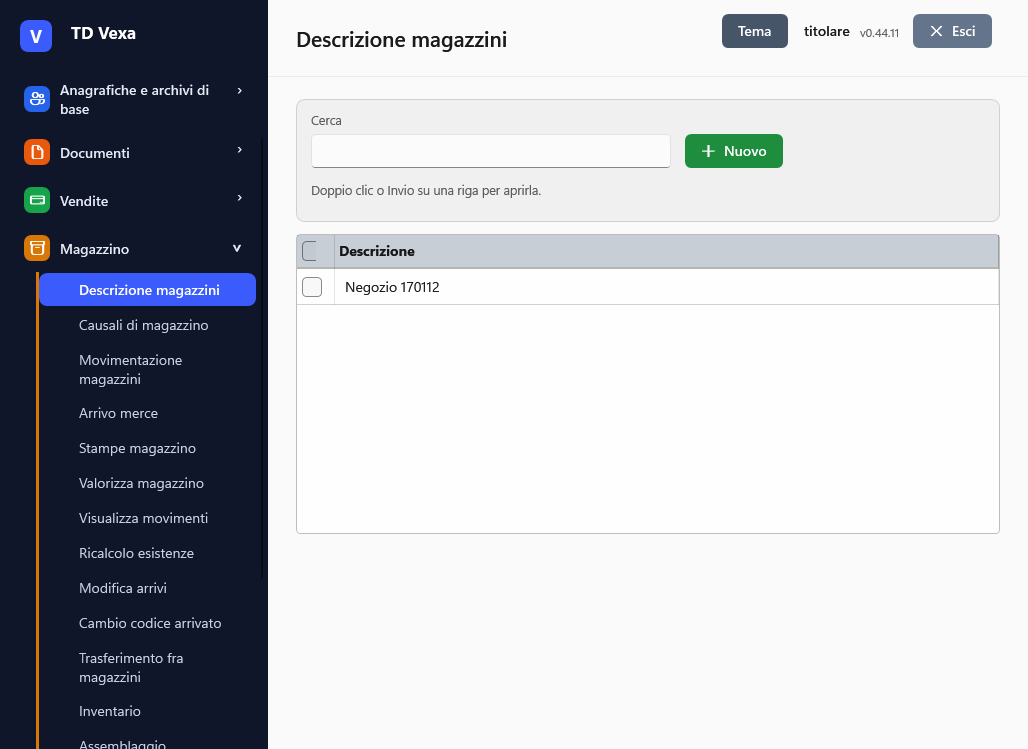 V
TD Vexa
Anagrafiche e archivi di
base
Documenti
Vendite
Magazzino
Descrizione magazzini
Causali di magazzino
Movimentazione
magazzini
Arrivo merce
Stampe magazzino
Valorizza magazzino
Visualizza movimenti
Ricalcolo esistenze
Modifica arrivi
Cambio codice arrivato
Trasferimento fra
magazzini
Inventario
Assemblaggio
Descrizione magazzini
Tema
titolare
v0.44.11
Esci
Cerca
Nuovo
Doppio clic o Invio su una riga per aprirla.
Descrizione
Negozio 170112